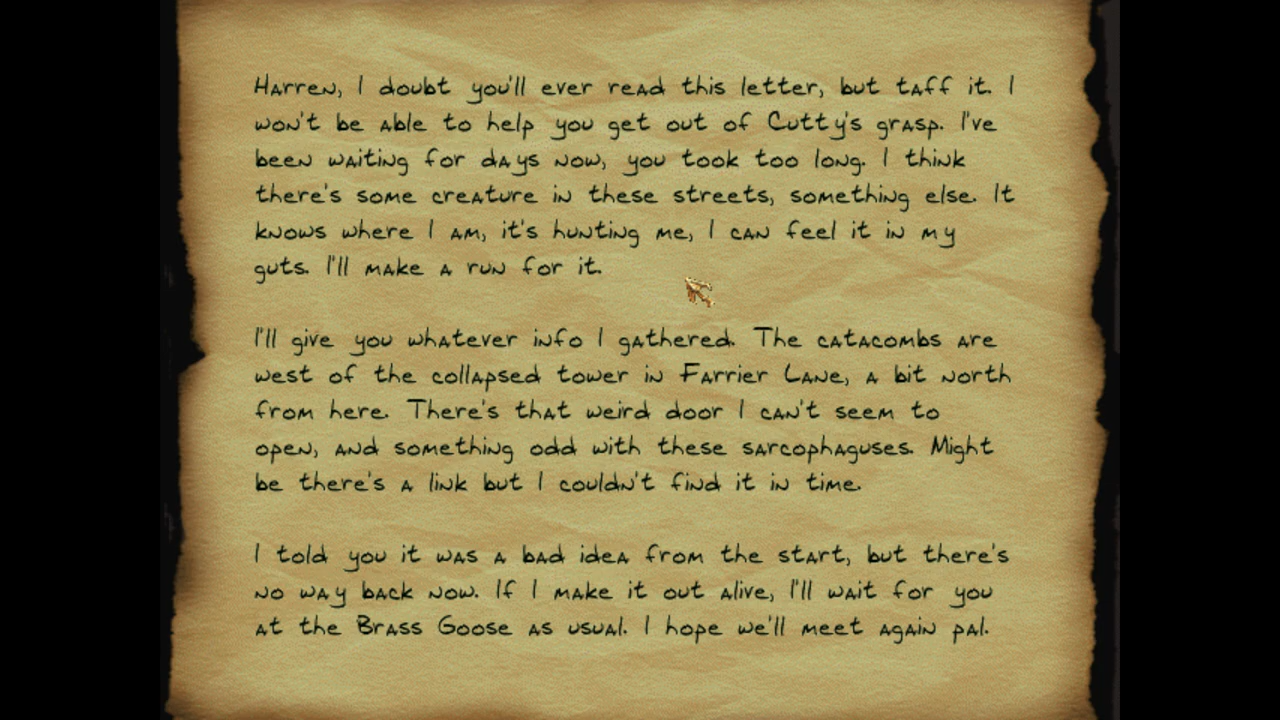 Harren, I doubt you'll ever read this letter, but taff it. I
won't be able to help you get out of Cutty's grasp. I've
been waiting for days now, you took too long. I think
there's some creature in these streets, something else. It
knows where I am, it's hunting me, I can feel it in my
guts. I'll make a run for it.
I'll give you whatever info I gathered. The catacombs are
west of the collapsed tower in Farrier Lane, a bit north
from here. There's that weird door I can't seem to
open, and something odd with these sarcophaguses. Might
be there's a link but I couldn't find it in time.
I told you it was a bad idea from the start, but there's
no way back now. If I make it out alive, I'll wait for you
at the Brass Goose as usual. I hope we'll meet again pal.